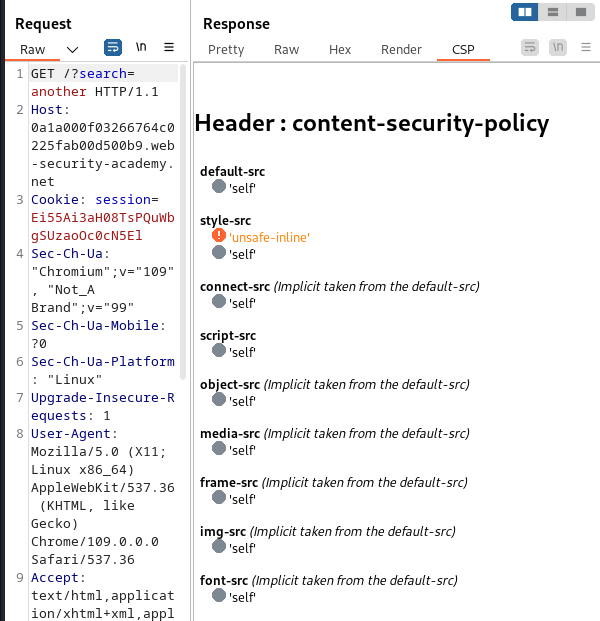 Request
Raw
\n
1 GET /?search=
another HTTP/1.1
2 Host:
0a1a000f03266764c0
225fab00d500b9.web
-security-academy.
net
3 Cookie: session=
Ei55Ai3aH08TsPQuWb
gSUzaoOc0cN5El
4 Sec-Ch-Ua:
"Chromium";v="109"
, "Not_A
Brand";v="99"
5 Sec-Ch-Ua-Mobile:
?0
6 Sec-Ch-Ua-Platform
: "Linux"
7 Upgrade-Insecure-R
equests: 1
8 User-Agent:
Mozilla/5.0 (X11;
Linux x86_64)
AppleWebKit/537.36
(KHTML, like
Gecko)
Chrome/109.0.0.0
Safari/537.36
9 Accept:
text/html,applicat
ion/xhtml+xml,appl
Response
Pretty Raw Hex Render CSP
\n
Header : content-security-policy
default-src
'self'
style-src
'unsafe-inline'
'self'
connect-src (Implicit taken from the default-src)
'self'
script-src
'self'
object-src (Implicit taken from the default-src)
'self'
media-src (Implicit taken from the default-src)
'self'
frame-src (Implicit taken from the default-src)
'self'
img-src (Implicit taken from the default-src)
'self'
font-src (Implicit taken from the default-src)
'self'